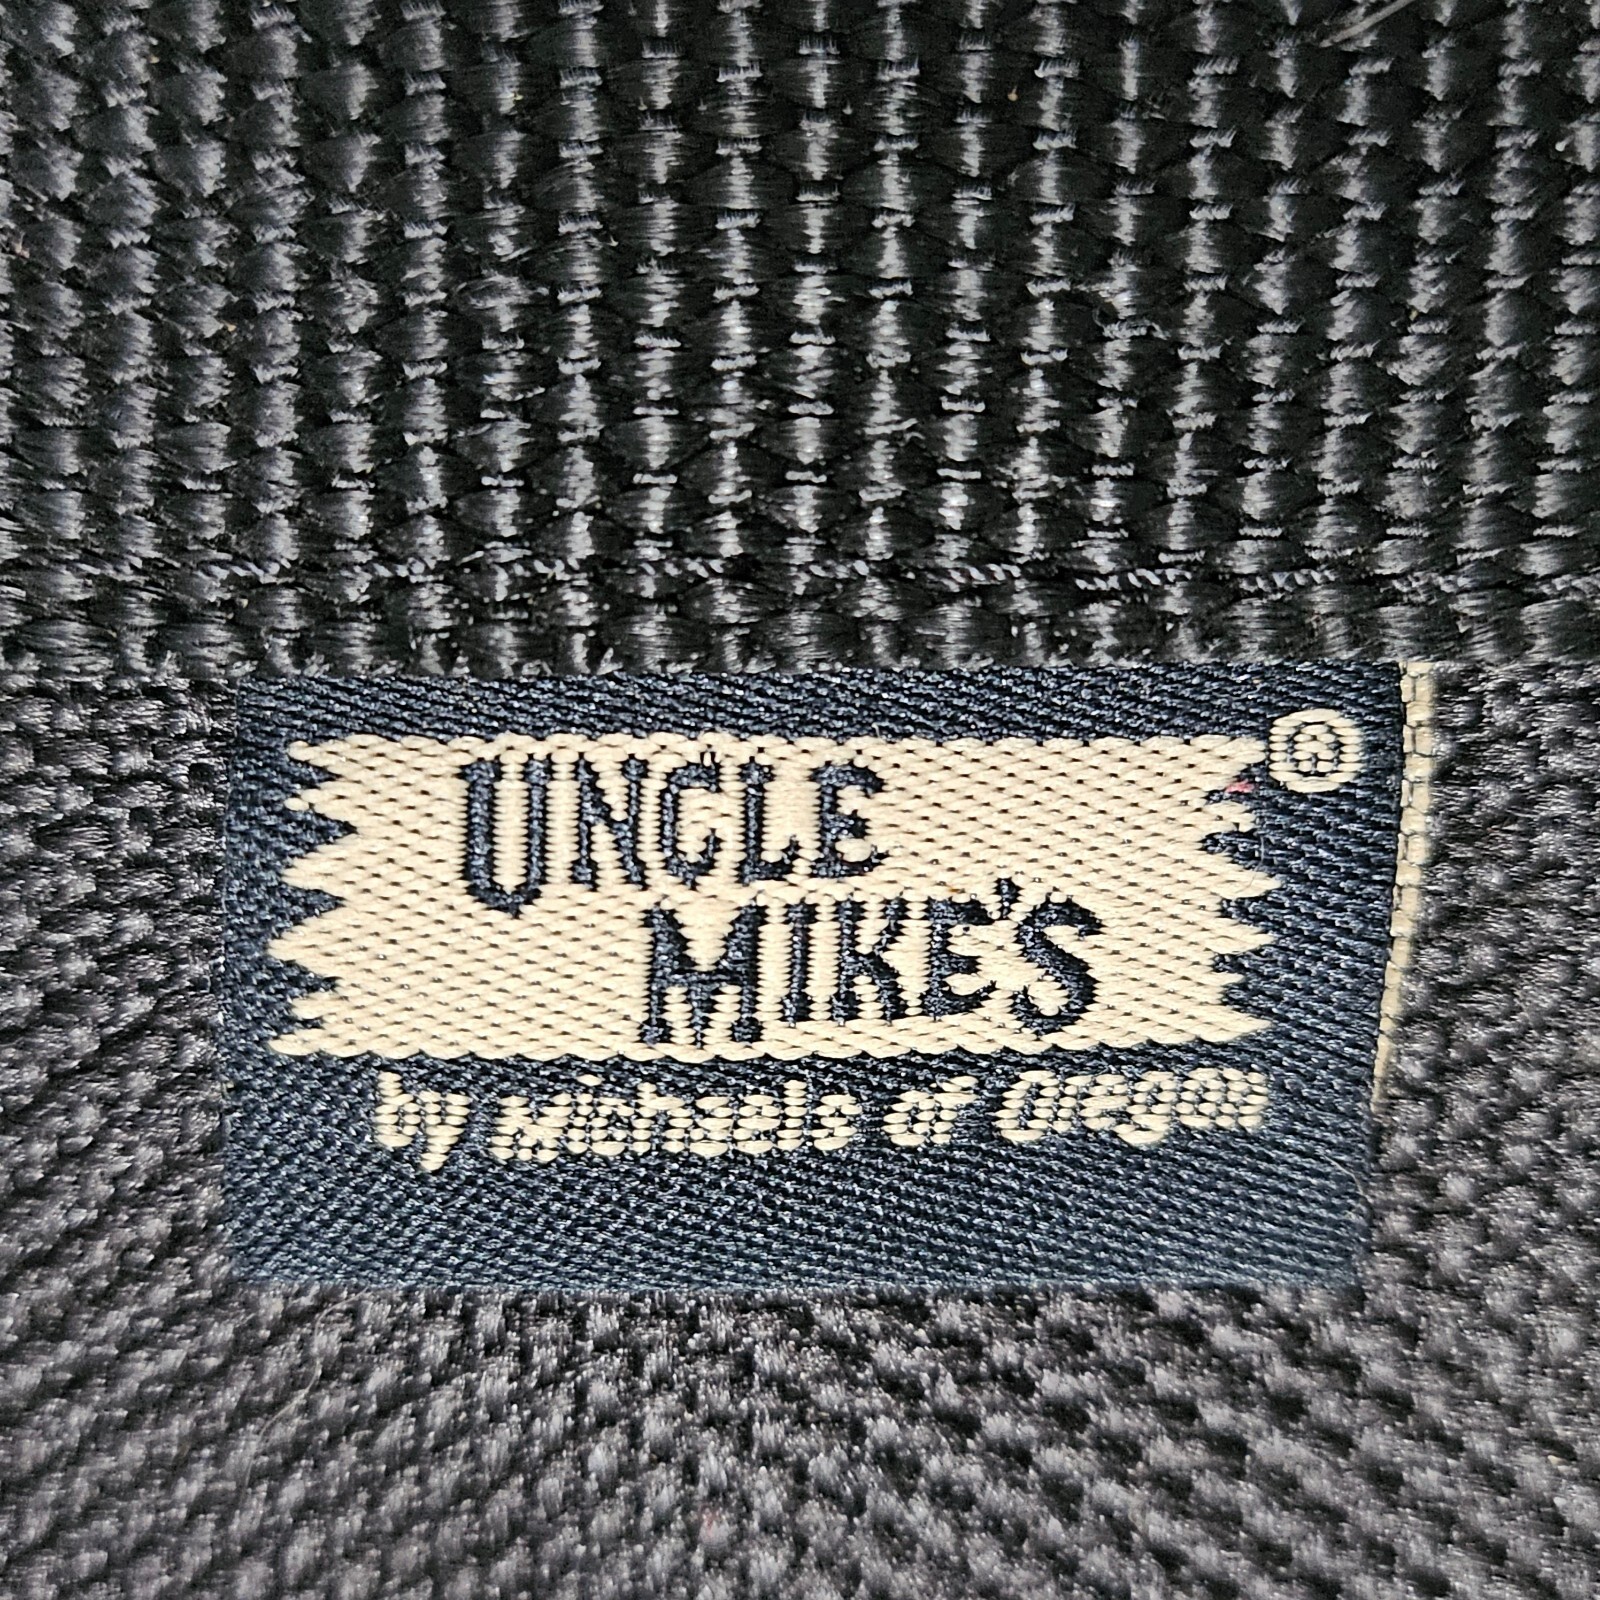 UNCLE ®
MIKE'S
by Michaels of Oregon